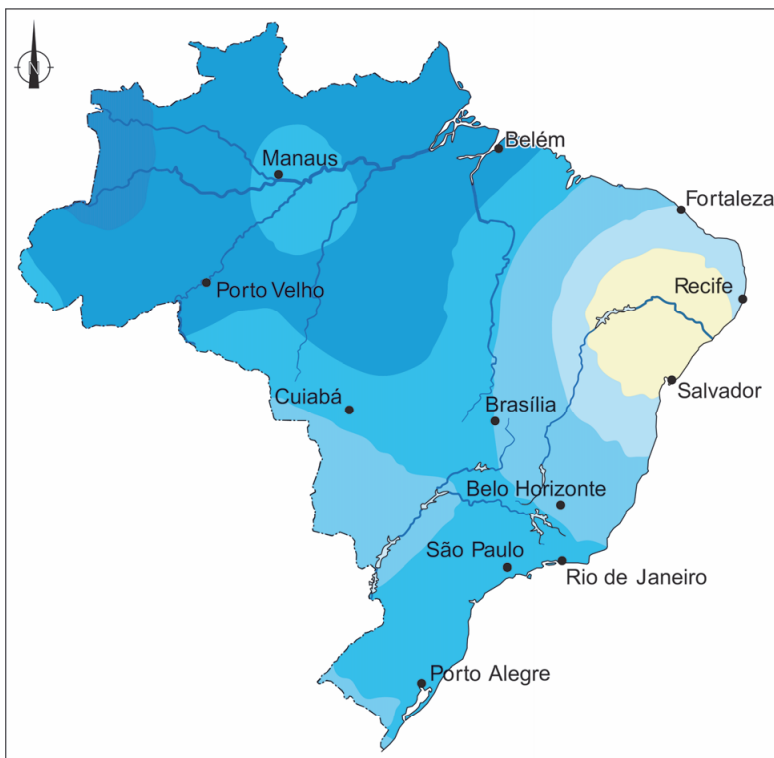 N
Belém
Manaus
Fortaleza
Recife
Porto Velho
Salvador
Cuiabá
Brasília
Belo Horizonte
São Paulo
Rio de Janeiro
Porto Alegre